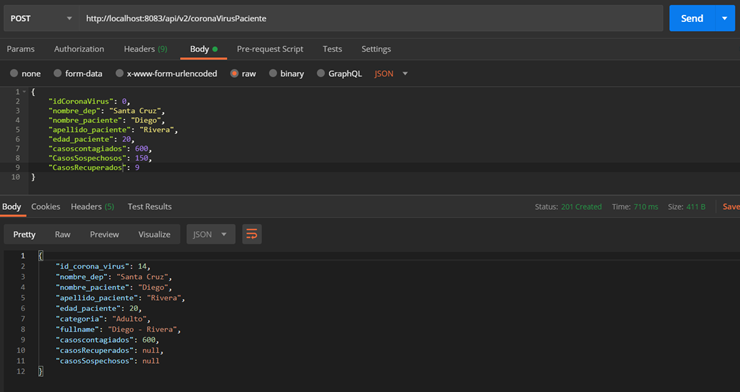 POST http://localhost:8083/api/v2/coronaVirusPaciente Send
Params Authorization Headers (9) Body Pre-request Script Tests Settings
none form-data x-www-form-urlencoded raw binary GraphQL JSON
1 {
2 "idCoronaVirus": 0,
3 "nombre_dep": "Santa Cruz",
4 "nombre_paciente": "Diego",
5 "apellido_paciente": "Rivera",
6 "edad_paciente": 20,
7 "casoscontagiados": 600,
8 "CasosSospechosos": 150,
9 "CasosRecuperados": 9
10 }
Body Cookies Headers (5) Test Results Status: 201 Created Time: 710 ms Size: 411 B Save
Pretty Raw Preview Visualize JSON
1 {
2 "id_corona_virus": 14,
3 "nombre_dep": "Santa Cruz",
4 "nombre_paciente": "Diego",
5 "apellido_paciente": "Rivera",
6 "edad_paciente": 20,
7 "categoria": "Adulto",
8 "fullname": "Diego - Rivera",
9 "casoscontagiados": 600,
10 "casosRecuperados": null,
11 "casosSospechosos": null
12 }